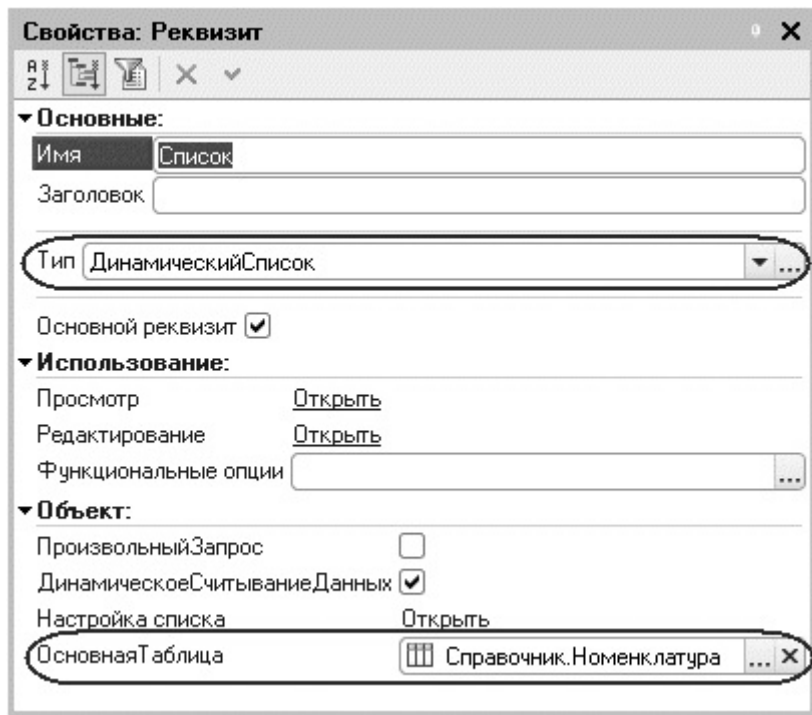 Свойства: Реквизит
Основные:
Имя Список
Заголовок
Тип ДинамическийСписок ...
Основной реквизит
Использование:
Просмотр Открыть
Редактирование Открыть
Функциональные опции ...
Объект:
ПроизвольныйЗапрос
ДинамическоеСчитываниеДанных
Настройка списка Открыть
ОсновнаяТаблица Справочник.Номенклатура ...